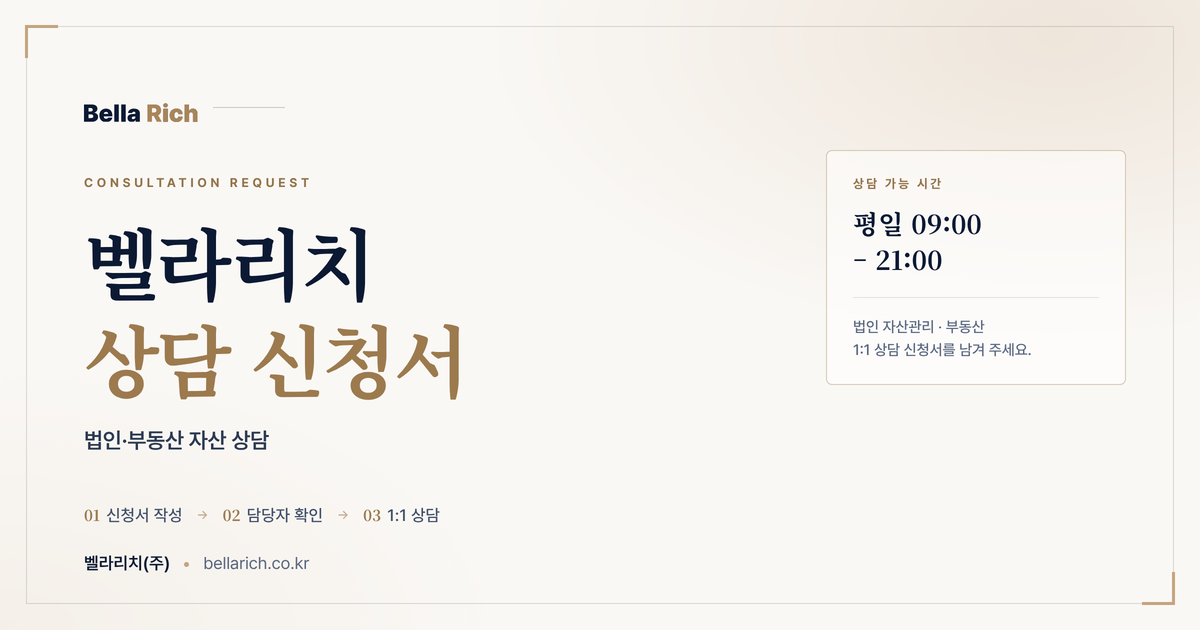 Bella Rich
CONSULTATION REQUEST
벨라리치
상담 신청서
법인·부동산 자산 상담
01 신청서 작성 → 02 담당자 확인 → 03 1:1 상담
벨라리치(주) • bellarich.co.kr
상담 가능 시간
평일 09:00
– 21:00
법인 자산관리 · 부동산
1:1 상담 신청서를 남겨 주세요.